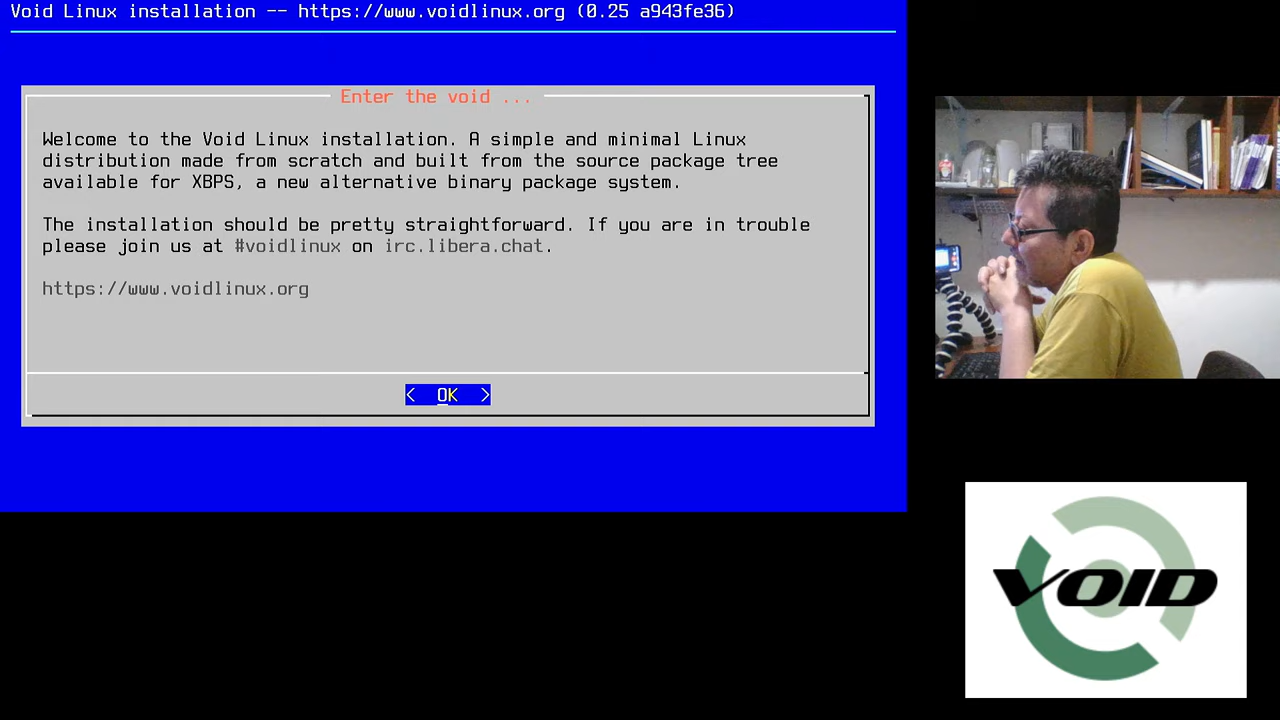 Void Linux installation -- https://www.voidlinux.org (0.25 a943fe36)
Enter the void ...
Welcome to the Void Linux installation. A simple and minimal Linux
distribution made from scratch and built from the source package tree
available for XBPS, a new alternative binary package system.
The installation should be pretty straightforward. If you are in trouble
please join us at #voidlinux on irc.libera.chat.
https://www.voidlinux.org
< OK >
VOID